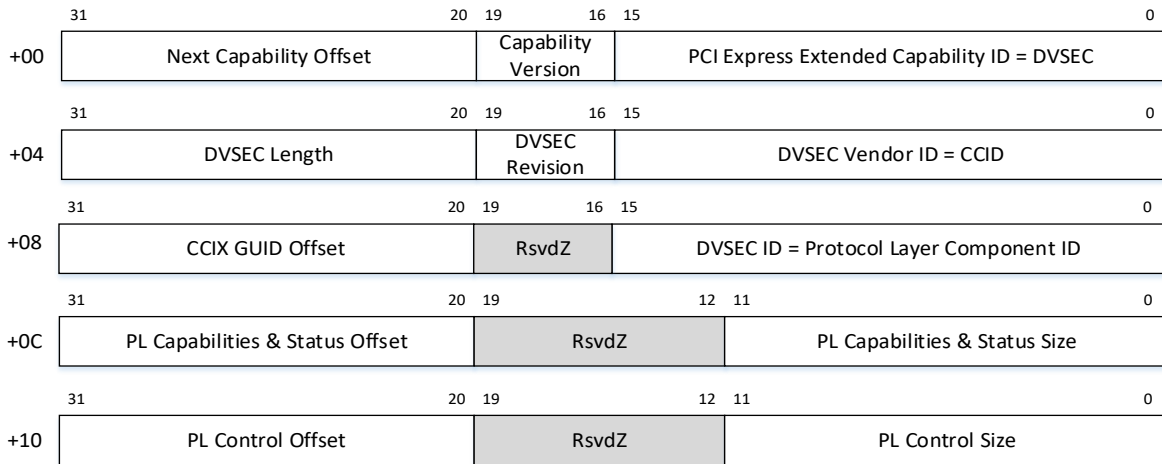 31 20 19 16 15 0
+00 Next Capability Offset Capability Version PCI Express Extended Capability ID = DVSEC
31 20 19 16 15 0
+04 DVSEC Length DVSEC Revision DVSEC Vendor ID = CCID
31 20 19 16 15 0
+08 CCIX GUID Offset RsvdZ DVSEC ID = Protocol Layer Component ID
31 20 19 12 11 0
+0C PL Capabilities & Status Offset RsvdZ PL Capabilities & Status Size
31 20 19 12 11 0
+10 PL Control Offset RsvdZ PL Control Size